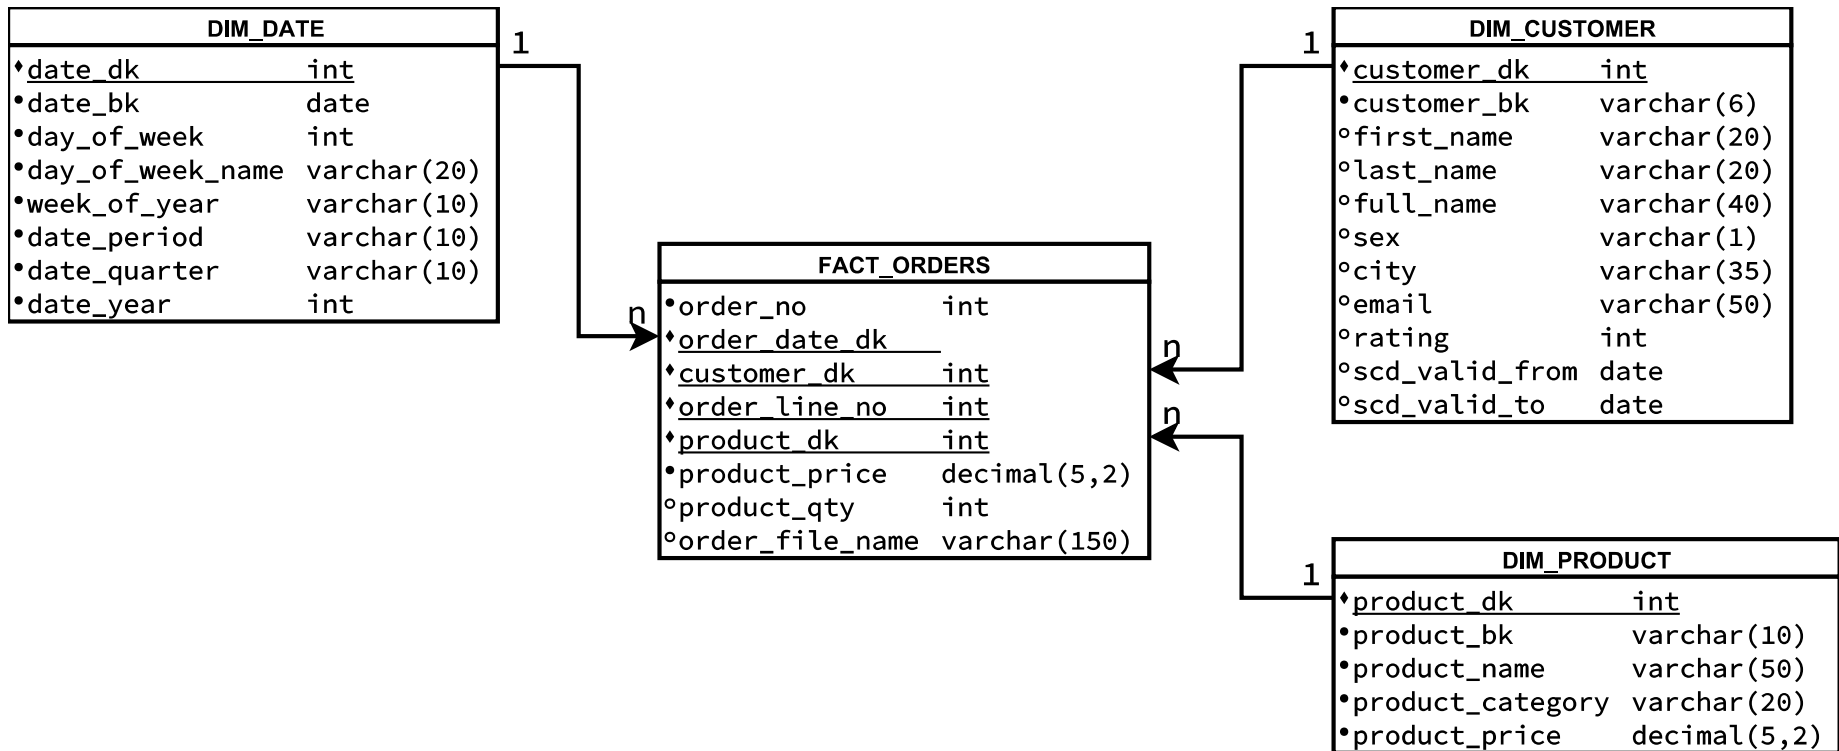 DIM_DATE
date_dk int
date_bk date
day_of_week int
day_of_week_name varchar(20)
week_of_year varchar(10)
date_period varchar(10)
date_quarter varchar(10)
date_year int
1
n
FACT_ORDERS
order_no int
order_date_dk
customer_dk int
order_line_no int
product_dk int
product_price decimal(5,2)
product_qty int
order_file_name varchar(150)
1
n
DIM_CUSTOMER
customer_dk int
customer_bk varchar(6)
first_name varchar(20)
last_name varchar(20)
full_name varchar(40)
sex varchar(1)
city varchar(35)
email varchar(50)
rating int
scd_valid_from date
scd_valid_to date
n
1
DIM_PRODUCT
product_dk int
product_bk varchar(10)
product_name varchar(50)
product_category varchar(20)
product_price decimal(5,2)